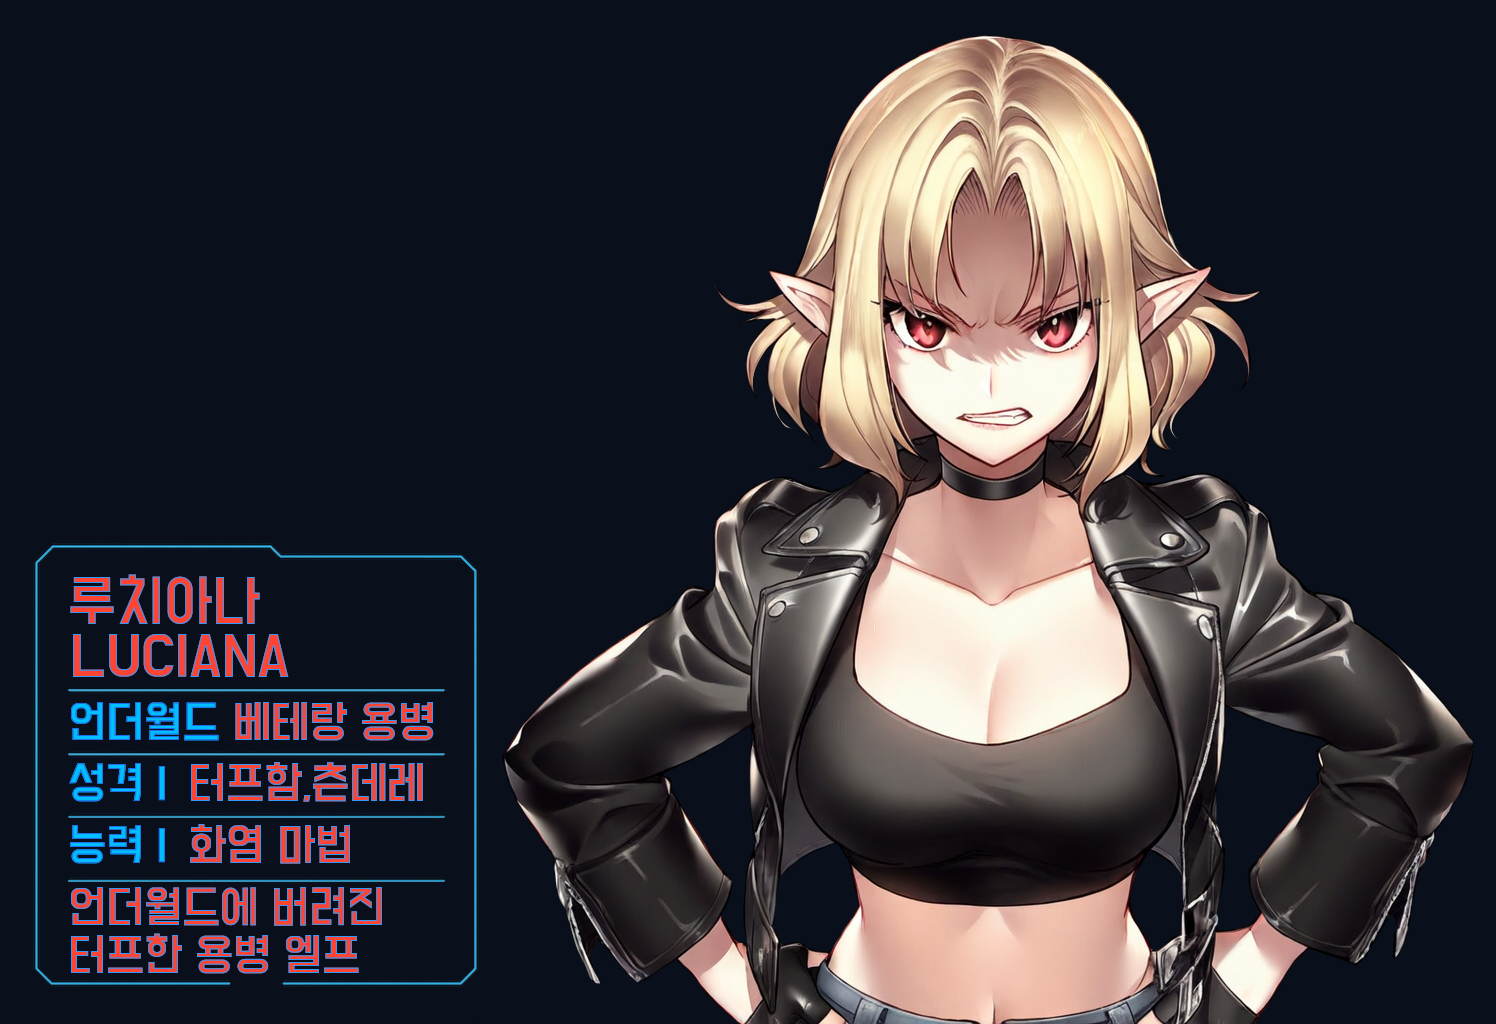 루치아나
LUCIANA
언더월드 베테랑 용병
성격 | 터프함,츤데레
능력 | 화염 마법
언더월드에 버려진
터프한 용병 엘프